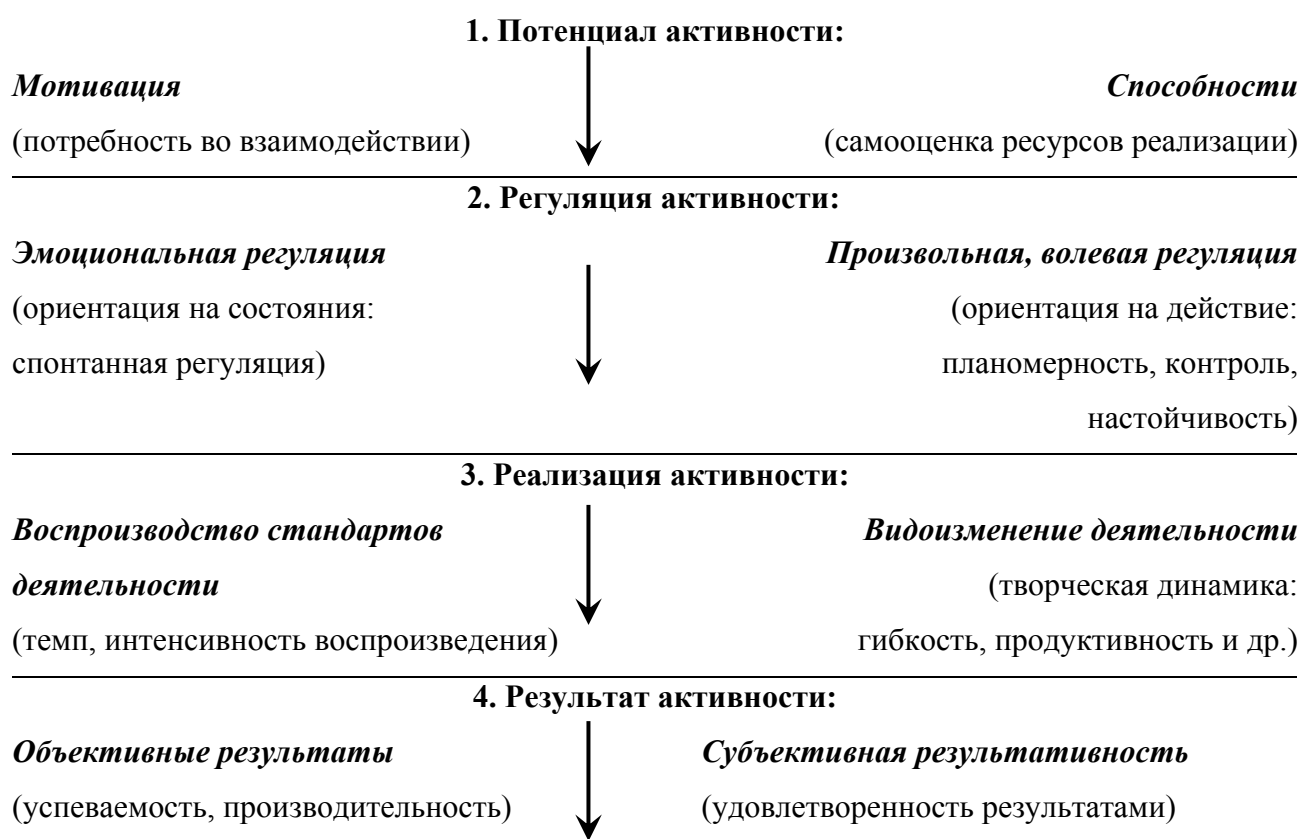 1. Потенциал активности:
Мотивация Способности
(потребность во взаимодействии) (самооценка ресурсов реализации)
2. Регуляция активности:
Эмоциональная регуляция Произвольная, волевая регуляция
(ориентация на состояния: (ориентация на действие:
спонтанная регуляция) планомерность, контроль,
настойчивость)
3. Реализация активности:
Воспроизводство стандартов Видоизменение деятельности
деятельности (творческая динамика:
(темп, интенсивность воспроизведения) гибкость, продуктивность и др.)
4. Результат активности:
Объективные результаты Субъективная результативность
(успеваемость, производительность) (удовлетворенность результатами)